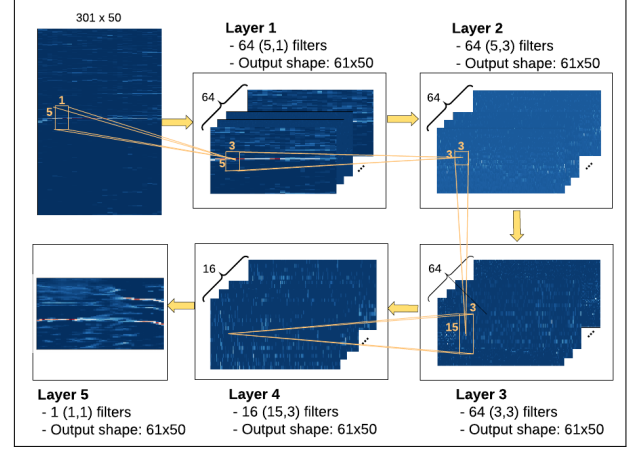 301 x 50
Layer 1
- 64 (5,1) filters
- Output shape: 61x50
Layer 2
- 64 (5,3) filters
- Output shape: 61x50
5
1
64
3
5
64
3
3
16
64
3
15
Layer 5
- 1 (1,1) filters
- Output shape: 61x50
Layer 4
- 16 (15,3) filters
- Output shape: 61x50
Layer 3
- 64 (3,3) filters
- Output shape: 61x50